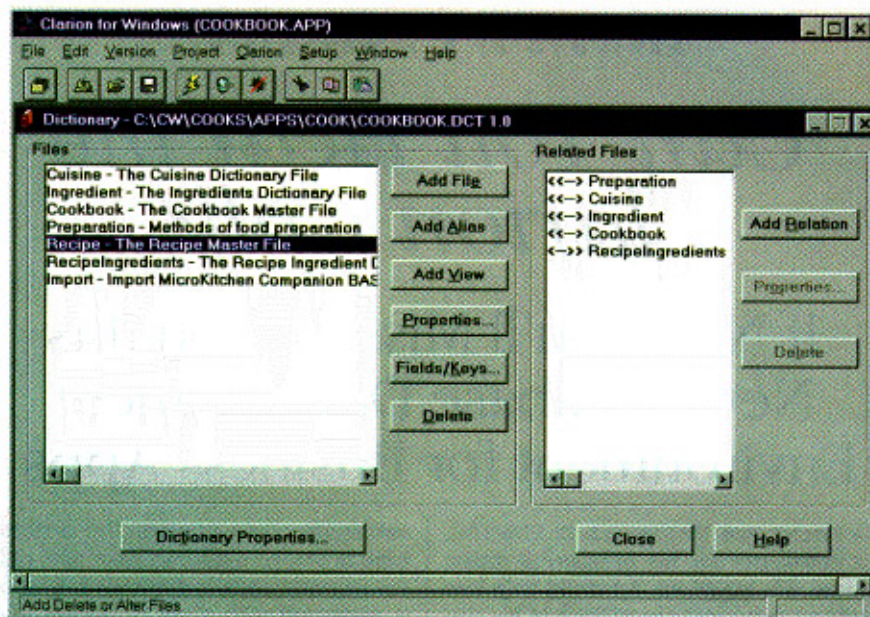 Clarion for Windows (COOKBOOK.APP)
File Edit Version Project Clarion Setup Window Help
Dictionary - C:\CW\COOKS\APPS\COOK\COOKBOOK.DCT 1.0
Files
Cuisine - The Cuisine Dictionary File
Ingredient - The Ingredients Dictionary File
Cookbook - The Cookbook Master File
Preparation - Methods of food preparation
Recipe - The Recipe Master File
RecipeIngredients - The Recipe Ingredient D
Import - Import MicroKitchen Companion BAS
Add File
Add Alias
Add View
Properties...
Fields/Keys...
Delete
Related Files
<<--> Preparation
<<--> Cuisine
<<--> Ingredient
<<--> Cookbook
<-->> RecipeIngredients
Add Relation
Properties...
Delete
Dictionary Properties...
Close
Help
Add Delete or Alter Files